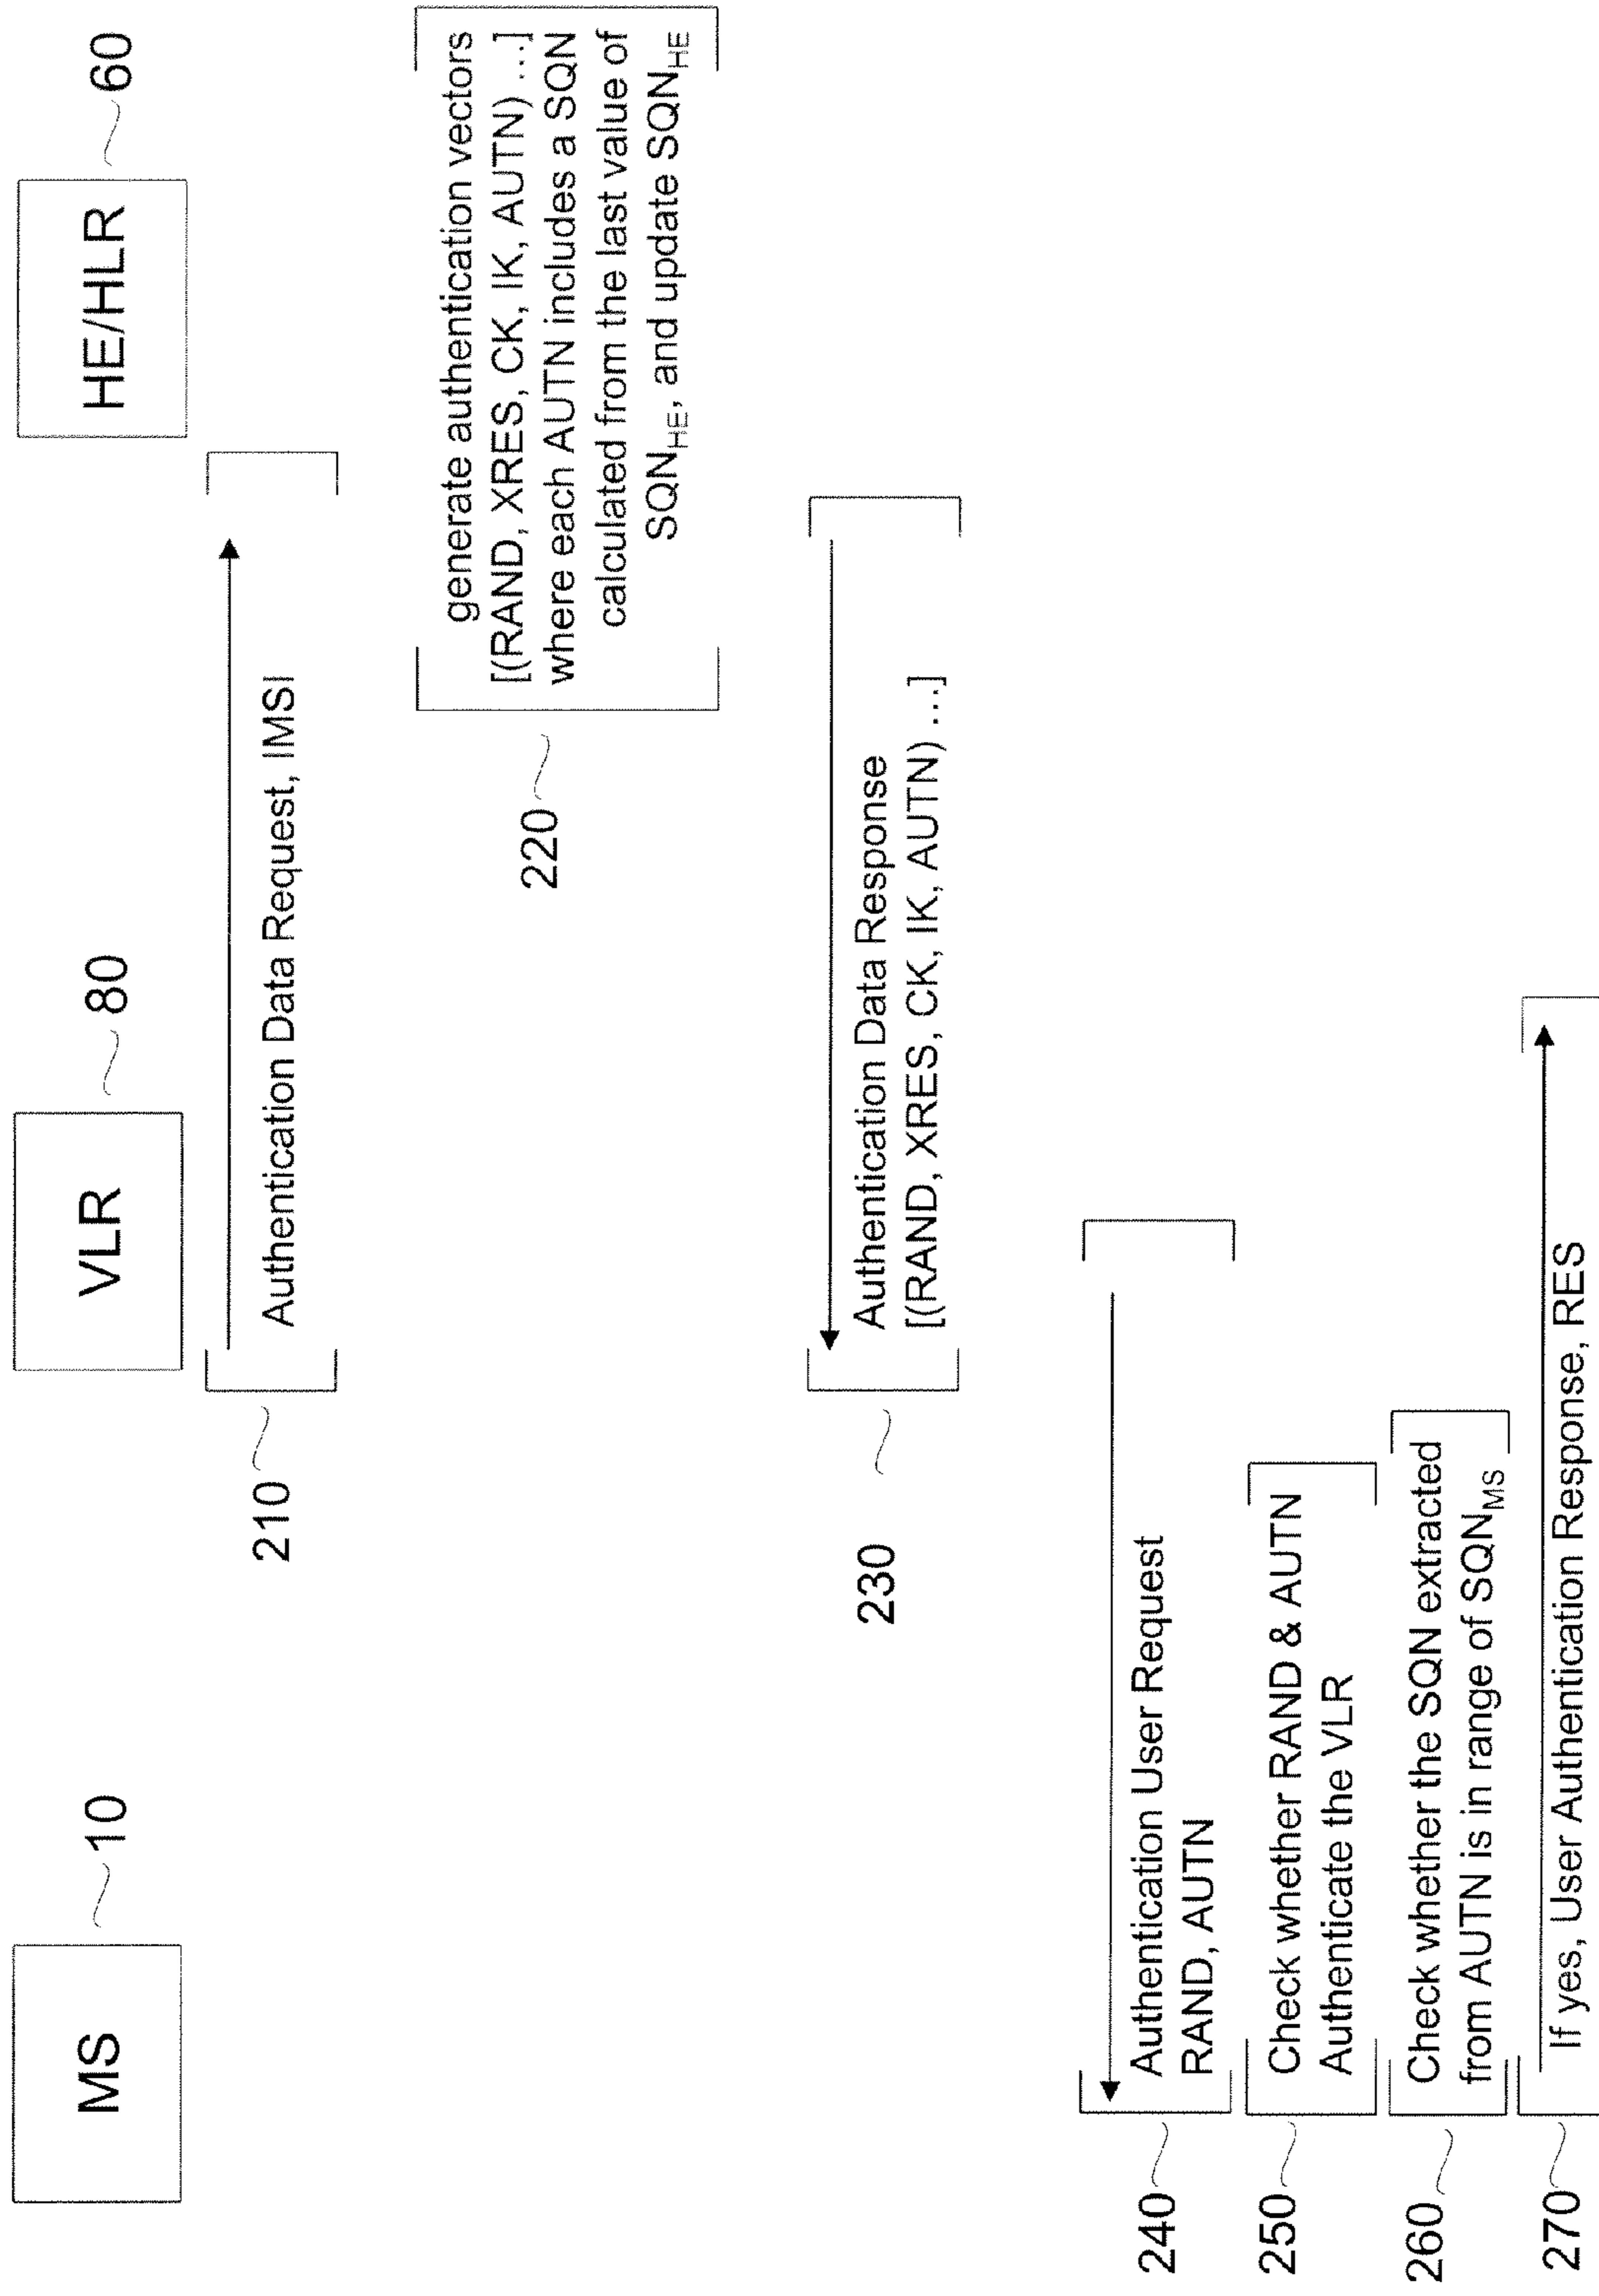 MS
10
VLR
80
HE/HLR
60
210
Authentication Data Request, IMSI
220
generate authentication vectors
[(RAND, XRES, CK, IK, AUTN) ...]
where each AUTN includes a SQN
calculated from the last value of
SQNHE, and update SQNHE
230
Authentication Data Response
[(RAND, XRES, CK, IK, AUTN) ...]
240
Authentication User Request
RAND, AUTN
250
Check whether RAND & AUTN
Authenticate the VLR
260
Check whether the SQN extracted
from AUTN is in range of SQNMS
270
If yes, User Authentication Response, RES